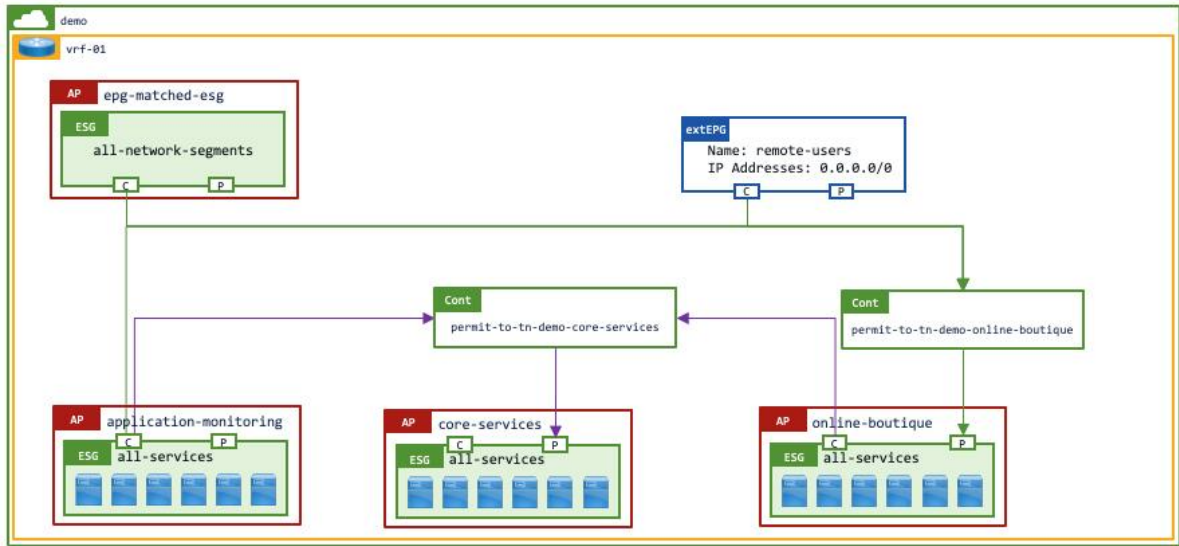 demo
vrf-01
AP epg-matched-esg
ESG
all-network-segments
C P
extEPG
Name: remote-users
IP Addresses: 0.0.0.0/0
C P
Cont
permit-to-tn-demo-core-services
Cont
permit-to-tn-demo-online-boutique
AP application-monitoring
C P
ESG all-services
AP core-services
C P
ESG all-services
AP online-boutique
C P
ESG all-services